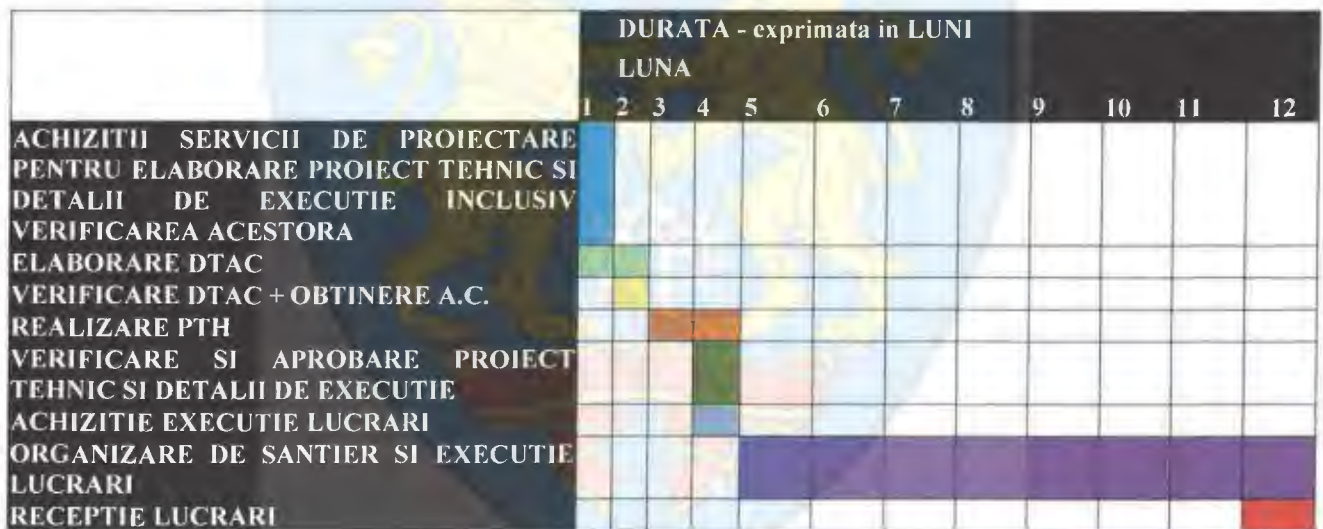 DURATA - exprimata in LUNI
LUNA
1 2 3 4 5 6 7 8 9 10 11 12
ACHIZITII SERVICII DE PROIECTARE
PENTRU ELABORARE PROIECT TEHNIC SI
DETALII DE EXECUTIE INCLUSIV
VERIFICAREA ACESTORA
ELABORARE DTAC
VERIFICARE DTAC + OBTINERE A.C.
REALIZARE PTH
VERIFICARE SI APROBARE PROIECT
TEHNIC SI DETALII DE EXECUTIE
ACHIZITIE EXECUTIE LUCRARI
ORGANIZARE DE SANTIER SI EXECUTIE
LUCRARI
RECEPTIE LUCRARI